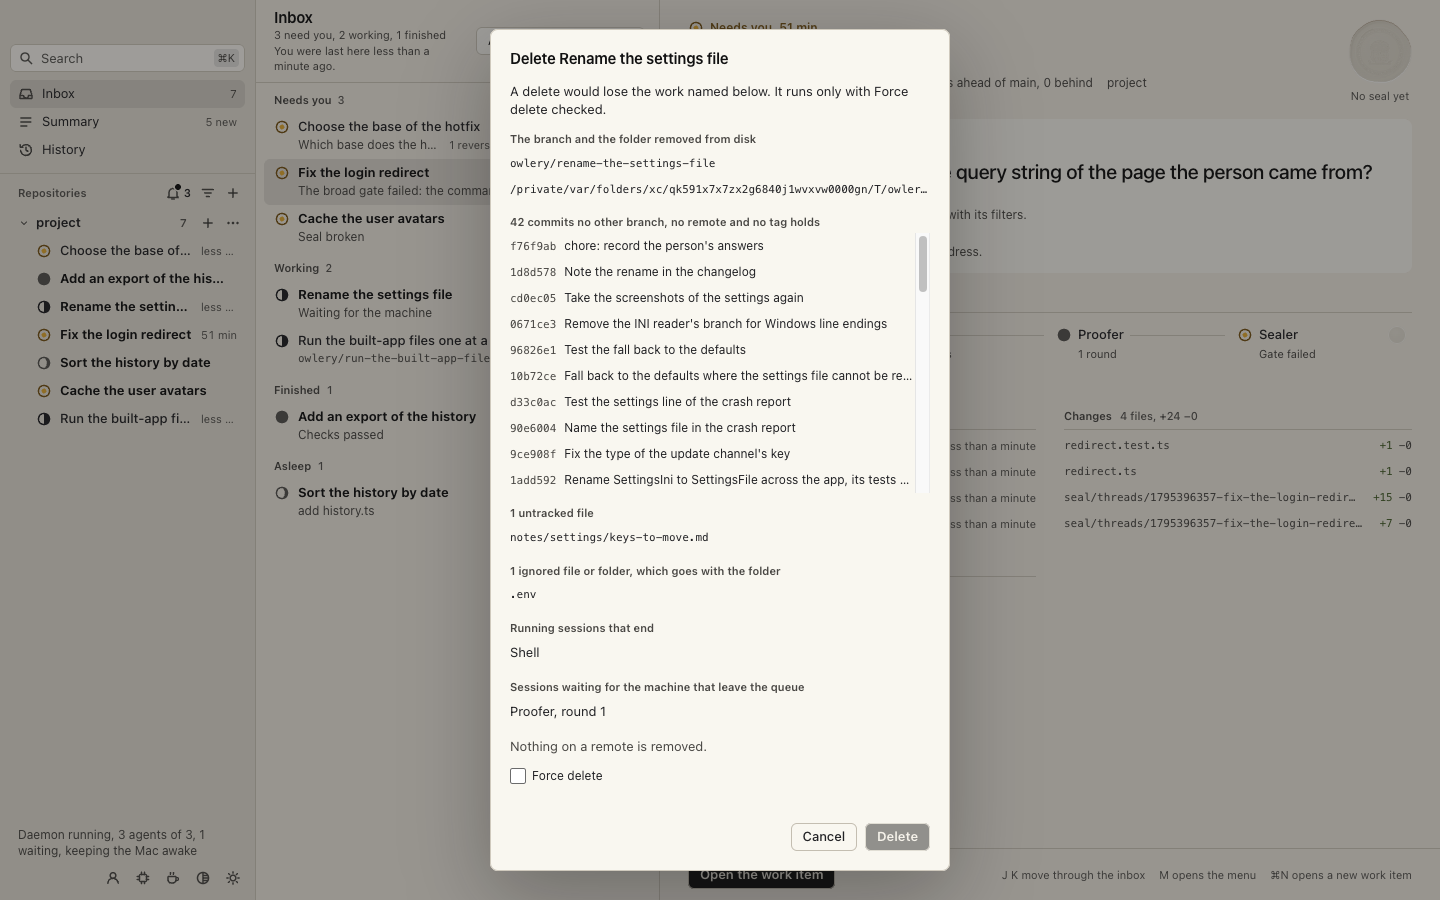 Search ⌘K
Inbox 7
Summary 5 new
History
Repositories 3
project 7
Choose the base of... less ...
Add an export of the his...
Rename the settin... less ...
Fix the login redirect 51 min
Sort the history by date
Cache the user avatars
Run the built-app fi... less ...
Daemon running, 3 agents of 3, 1
waiting, keeping the Mac awake
Inbox
3 need you, 2 working, 1 finished
You were last here less than a
minute ago.
Needs you 3
Choose the base of the hotfix
Which base does the h... 1 revers
Fix the login redirect
The broad gate failed: the comma
Cache the user avatars
Seal broken
Working 2
Rename the settings file
Waiting for the machine
Run the built-app files one at a
owlery/run-the-built-app-file
Finished 1
Add an export of the history
Checks passed
Asleep 1
Sort the history by date
add history.ts
Delete Rename the settings file
A delete would lose the work named below. It runs only with Force
delete checked.
The branch and the folder removed from disk
owlery/rename-the-settings-file
/private/var/folders/xc/qk591x7x7zx2g6840j1wvxvw0000gn/T/owler…
42 commits no other branch, no remote and no tag holds
f76f9ab chore: record the person's answers
1d8d578 Note the rename in the changelog
cd0ec05 Take the screenshots of the settings again
0671ce3 Remove the INI reader's branch for Windows line endings
96826e1 Test the fall back to the defaults
10b72ce Fall back to the defaults where the settings file cannot be re...
d33c0ac Test the settings line of the crash report
90e6004 Name the settings file in the crash report
9ce908f Fix the type of the update channel's key
1add592 Rename SettingsIni to SettingsFile across the app, its tests ...
1 untracked file
notes/settings/keys-to-move.md
1 ignored file or folder, which goes with the folder
.env
Running sessions that end
Shell
Sessions waiting for the machine that leave the queue
Proofer, round 1
Nothing on a remote is removed.
Force delete
Cancel Delete
Needs you 51 min
ahead of main, 0 behind project
No seal yet
query string of the page the person came from?
with its filters.
dress.
Proofer
1 round
Sealer
Gate failed
ss than a minute
ss than a minute
ss than a minute
ss than a minute
Changes 4 files, +24 −0
redirect.test.ts +1 −0
redirect.ts +1 −0
seal/threads/1795396357-fix-the-login-redir… +15 −0
seal/threads/1795396357-fix-the-login-redire… +7 −0
Open the work item
J K move through the inbox M opens the menu ⌘N opens a new work item